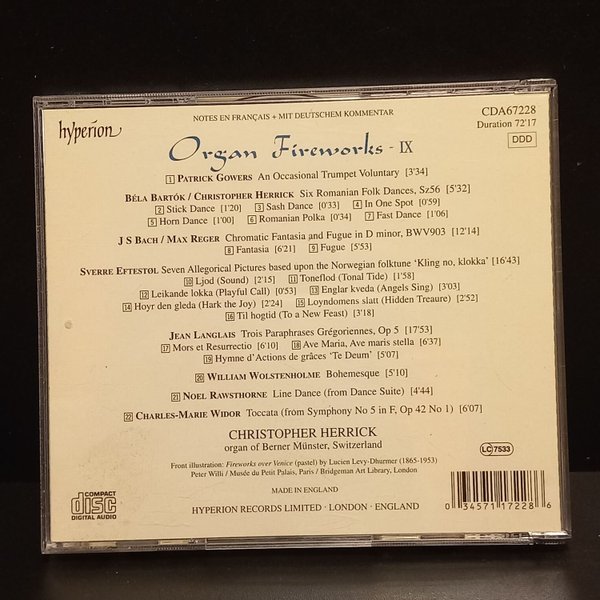 NOTES EN FRANÇAIS + MIT DEUTSCHEM KOMMENTAR
CDA67228
Duration 72'17
DDD
hyperion
Organ Fireworks - IX
1 PATRICK GOWERS An Occasional Trumpet Voluntary [3'34]
BÉLA BARTÓK / CHRISTOPHER HERRICK Six Romanian Folk Dances, Sz56 [5'32]
2 Stick Dance [1'20] 3 Sash Dance [0'33] 4 In One Spot [0'59]
5 Horn Dance [1'00] 6 Romanian Polka [0'34] 7 Fast Dance [1'06]
J S BACH / MAX REGER Chromatic Fantasia and Fugue in D minor, BWV903 [12'14]
8 Fantasia [6'21] 9 Fugue [5'53]
SVERRE EFTESTØL Seven Allegorical Pictures based upon the Norwegian folktune 'Kling no, klokka' [16'43]
10 Ljod (Sound) [2'15] 11 Toneflod (Tonal Tide) [1'58]
12 Leikande lokka (Playful Call) [0'53] 13 Englar kveda (Angels Sing) [3'03]
14 Hoyr den gleda (Hark the Joy) [2'24] 15 Loyndomens slatt (Hidden Treaure) [2'52]
16 Til hogtid (To a New Feast) [3'18]
JEAN LANGLAIS Trois Paraphrases Grégoriennes, Op 5 [17'53]
17 Mors et Resurrectio [6'10] 18 Ave Maria, Ave maris stella [6'37]
19 Hymne d'Actions de grâces 'Te Deum' [5'07]
20 WILLIAM WOLSTENHOLME Bohemesque [5'10]
21 NOEL RAWSTHORNE Line Dance (from Dance Suite) [4'44]
22 CHARLES-MARIE WIDOR Toccata (from Symphony No 5 in F, Op 42 No 1) [6'07]
CHRISTOPHER HERRICK
organ of Berner Münster, Switzerland
LC 7533
Front illustration: Fireworks over Venice (pastel) by Lucien Levy-Dhurmer (1865-1953)
Peter Willi / Musée du Petit Palais, Paris / Bridgeman Art Library, London
COMPACT
disc
DIGITAL AUDIO
MADE IN ENGLAND
HYPERION RECORDS LIMITED · LONDON · ENGLAND
0 34571 17228 6